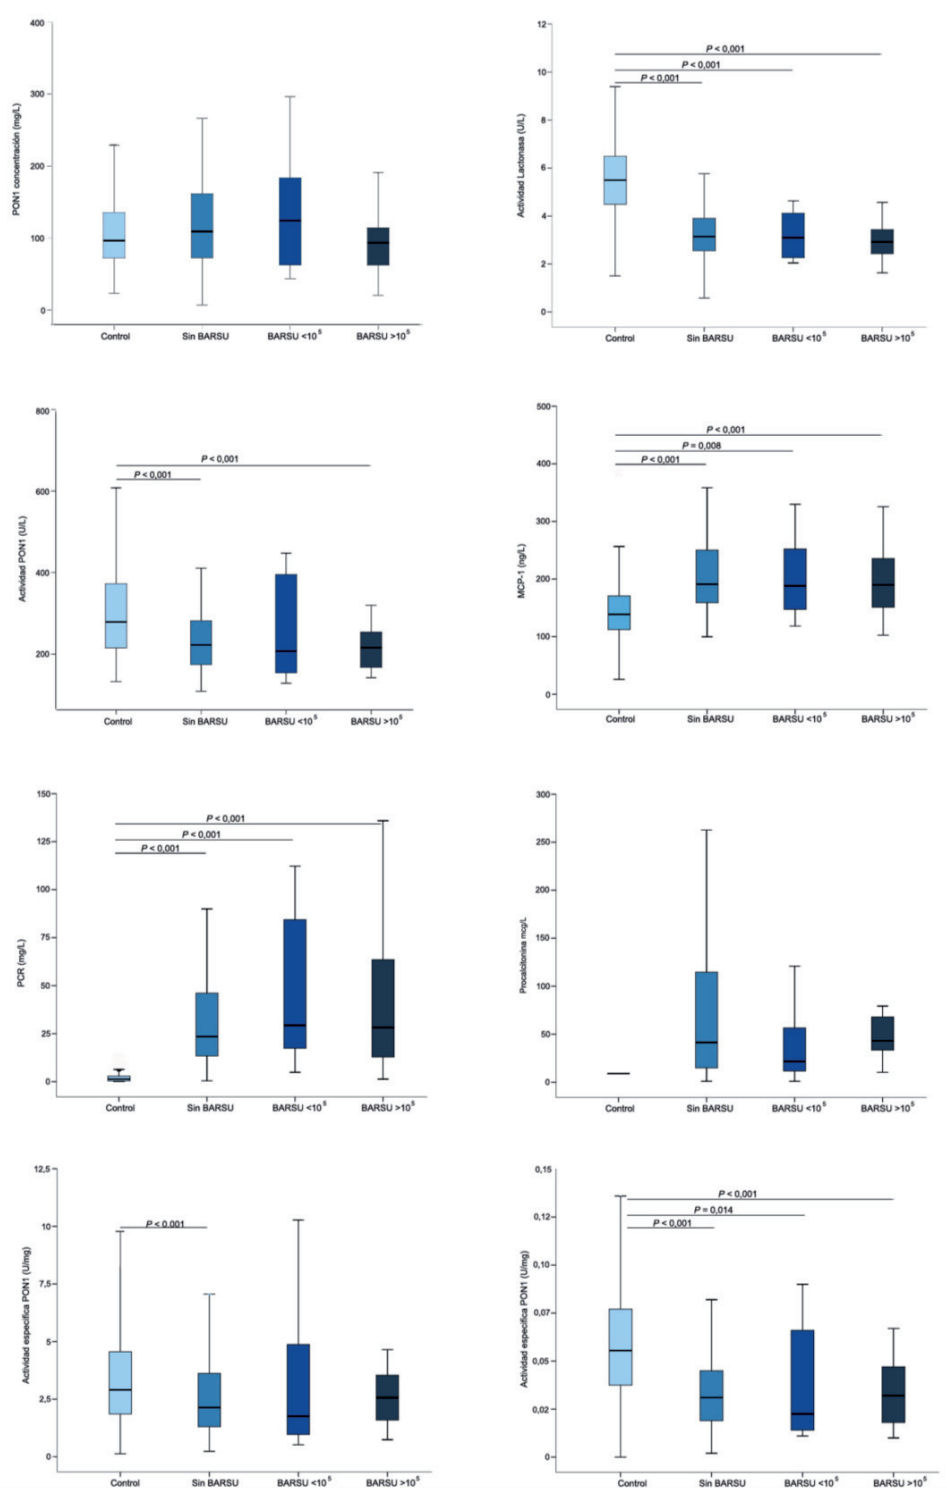 PON1 concentración (mg/L)
400
300
200
100
0
Control
Sin BARSU
BARSU <10⁵
BARSU >10⁵
Actividad Lactonasa (U/L)
12
10
8
6
4
2
0
P < 0,001
P < 0,001
P < 0,001
Control
Sin BARSU
BARSU <10⁵
BARSU >10⁵
Actividad PON1 (U/L)
800
600
400
200
P < 0,001
P < 0,001
Control
Sin BARSU
BARSU <10⁵
BARSU >10⁵
MCP-1 (ng/L)
500
400
300
200
100
0
P < 0,001
P = 0,008
P < 0,001
Control
Sin BARSU
BARSU <10⁵
BARSU >10⁵
PCR (mg/L)
150
125
100
75
50
25
0
P < 0,001
P < 0,001
P < 0,001
Control
Sin BARSU
BARSU <10⁵
BARSU >10⁵
Procalcitonina mcg/L
300
250
200
150
100
50
0
Control
Sin BARSU
BARSU <10⁵
BARSU >10⁵
Actividad especifica PON1 (U/mg)
12,5
10
7,5
5
2,5
0
P < 0.001
Control
Sin BARSU
BARSU <10⁵
BARSU >10⁵
Actividad especifica PON1 (U/mg)
0,15
0,12
0,10
0,07
0,05
0,02
0
P < 0,001
P = 0,014
P < 0,001
Control
Sin BARSU
BARSU <10⁵
BARSU >10⁵